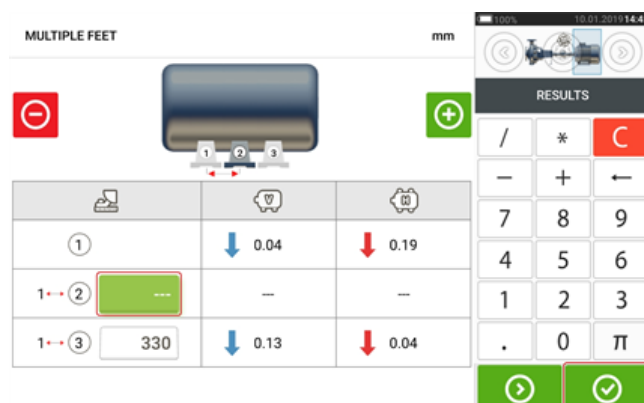 MULTIPLE FEET mm
100% 10.01.2019 14:4
RESULTS
1 2 3
V H
1 0.04 0.19
1 2 --- --- ---
1 3 330 0.13 0.04
/ * C
− + ←
7 8 9
4 5 6
1 2 3
. 0 π